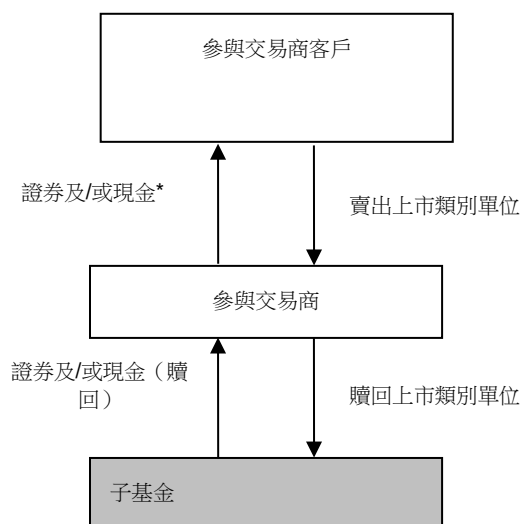 參與交易商客戶
證券及/或現金*
賣出上市類別單位
參與交易商
證券及/或現金（贖
回）
贖回上市類別單位
子基金